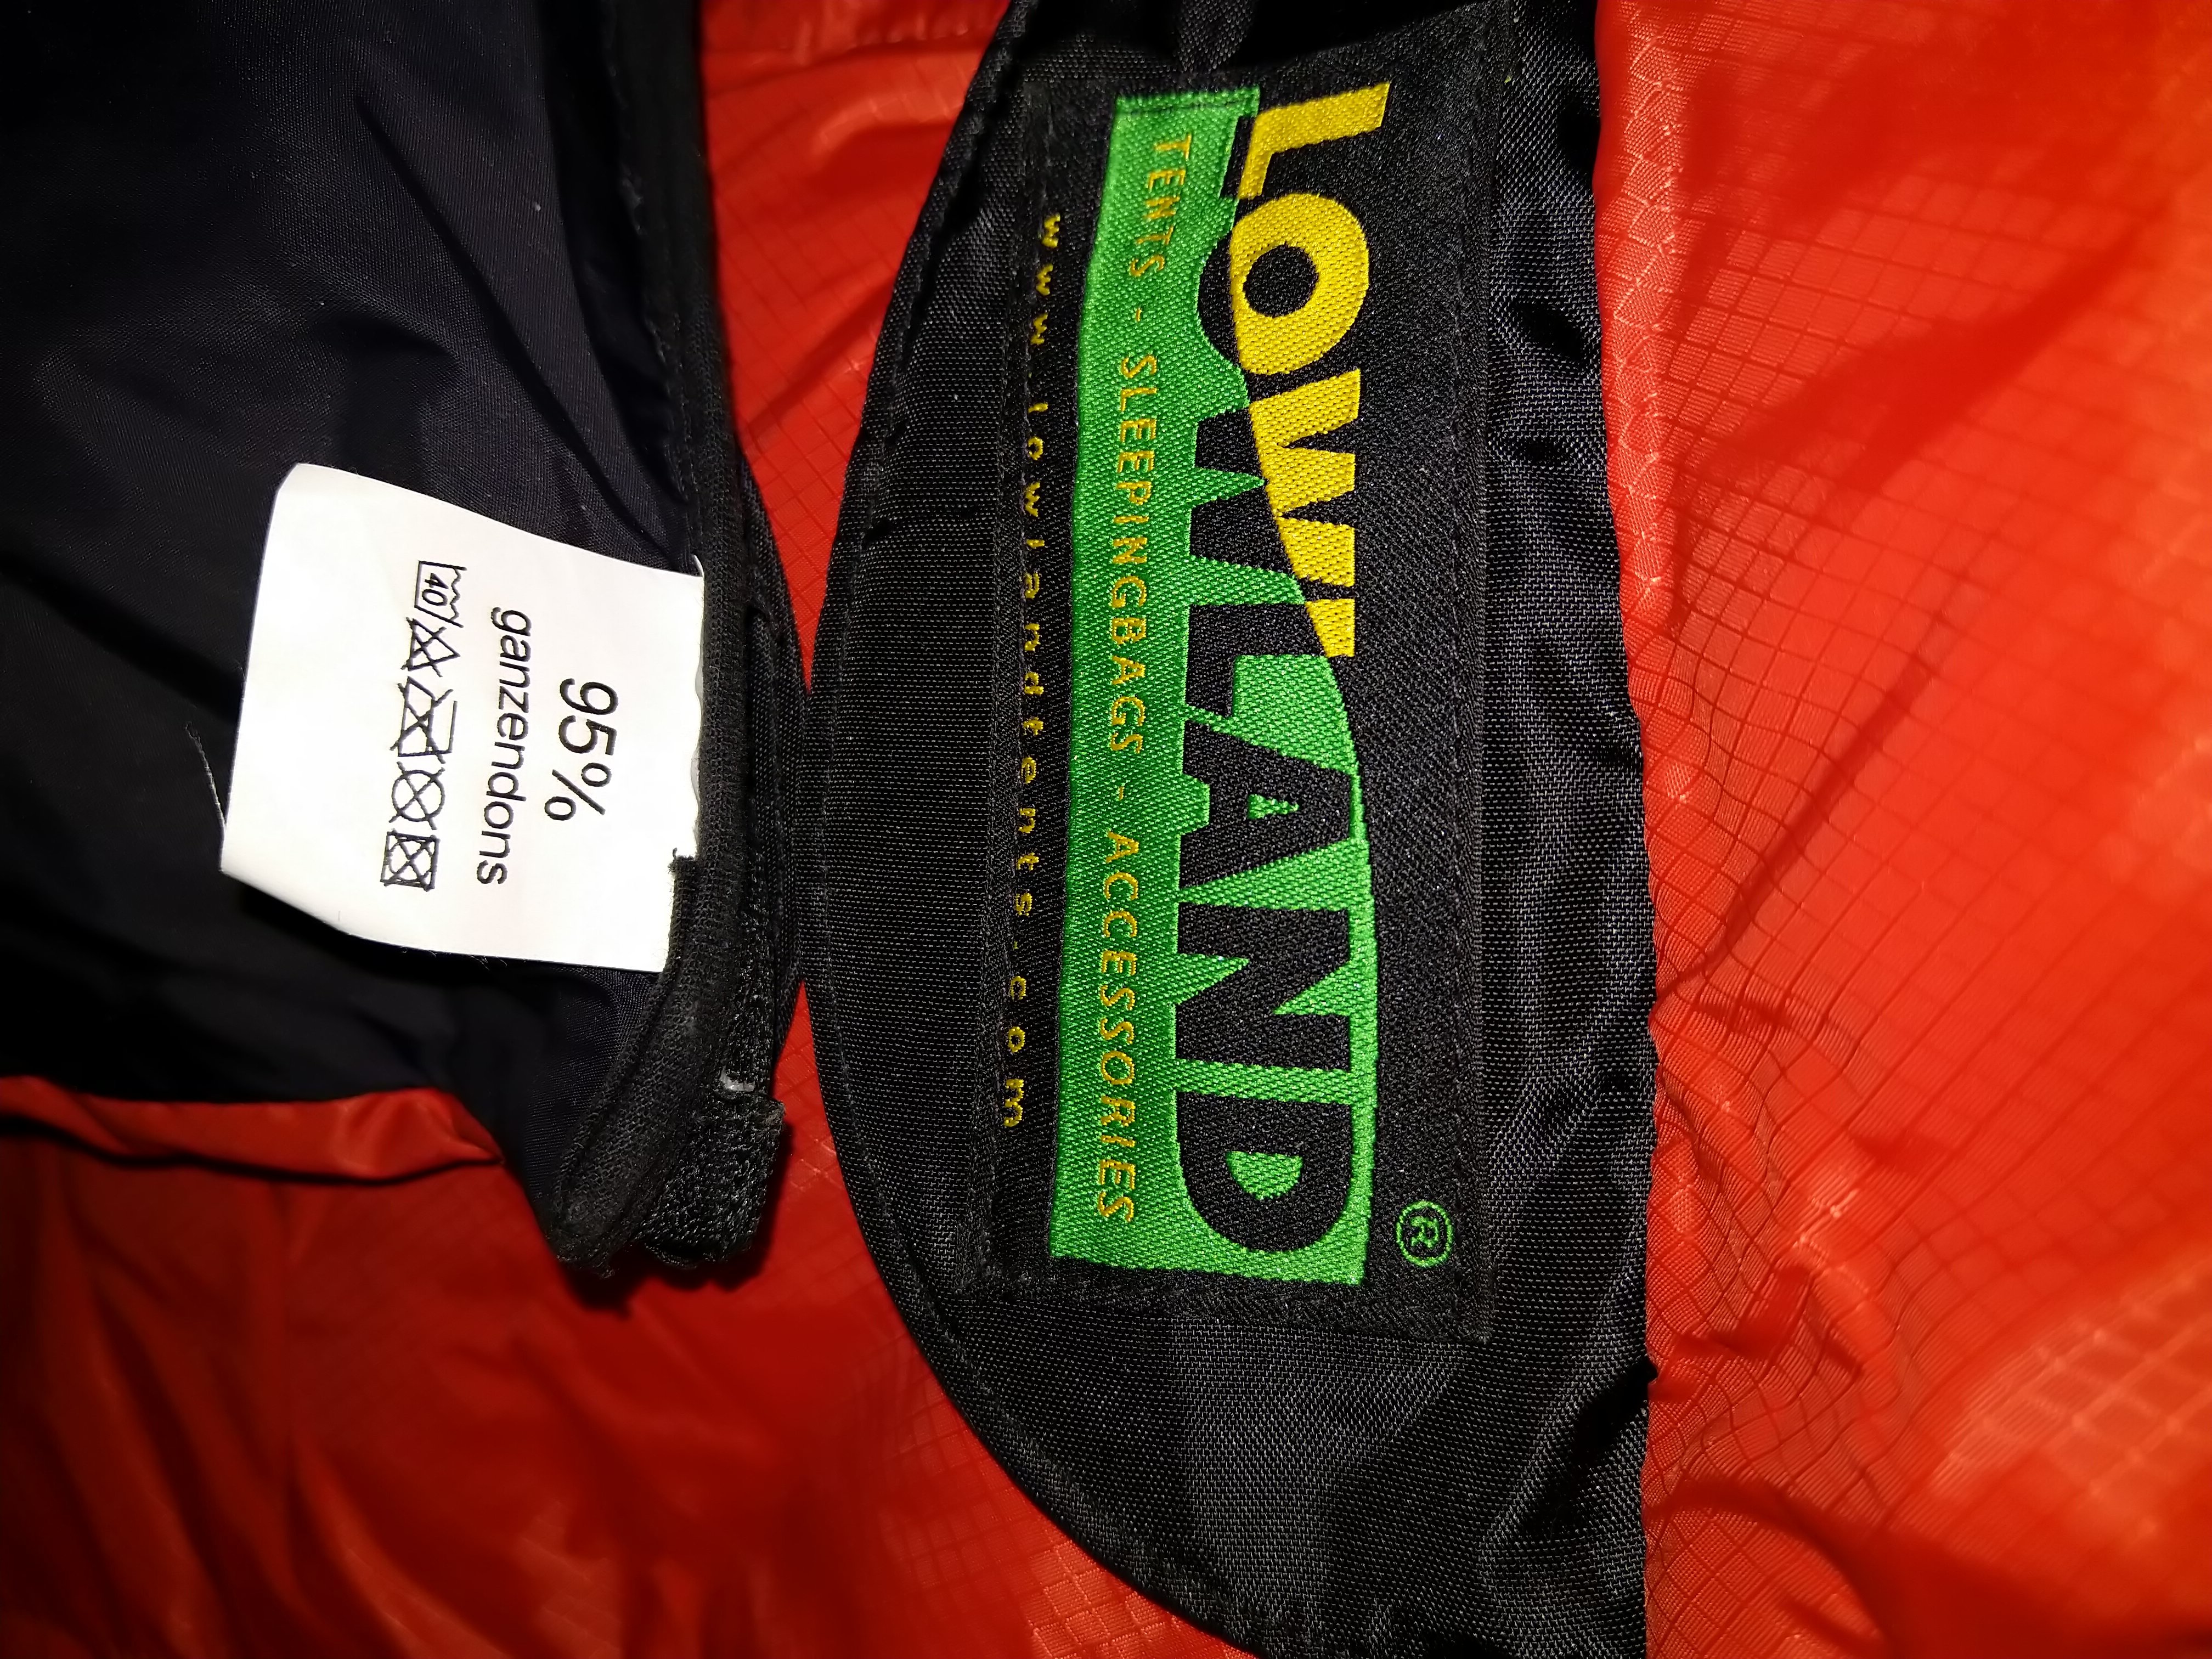 LOWLAND®
TENTS - SLEEPINGBAGS - ACCESSORIES
www.lowlandtents.com
95%
ganzendons
40